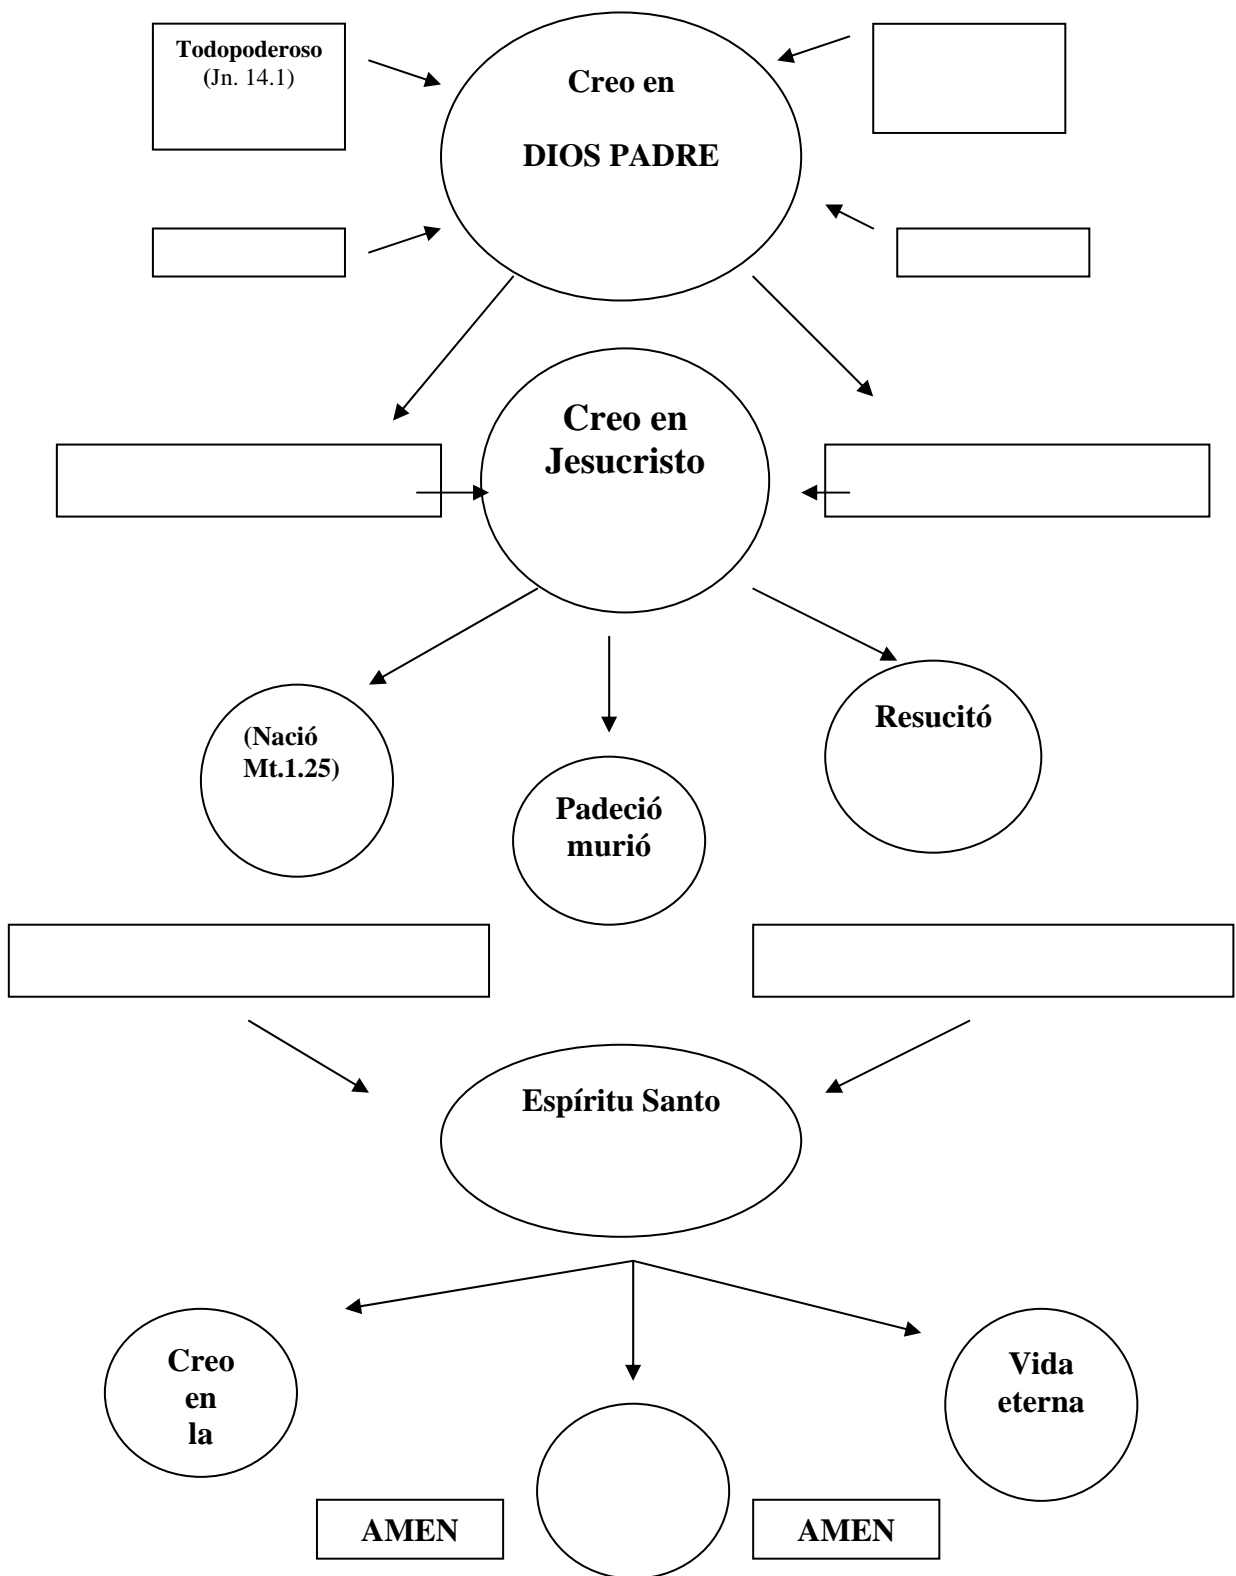 Todopoderoso
(Jn. 14.1)
Creo en
DIOS PADRE
Creo en
Jesucristo
(Nació
Mt.1.25)
Padeció
murió
Resucitó
Espíritu Santo
Creo
en
la
Vida
eterna
AMEN
AMEN